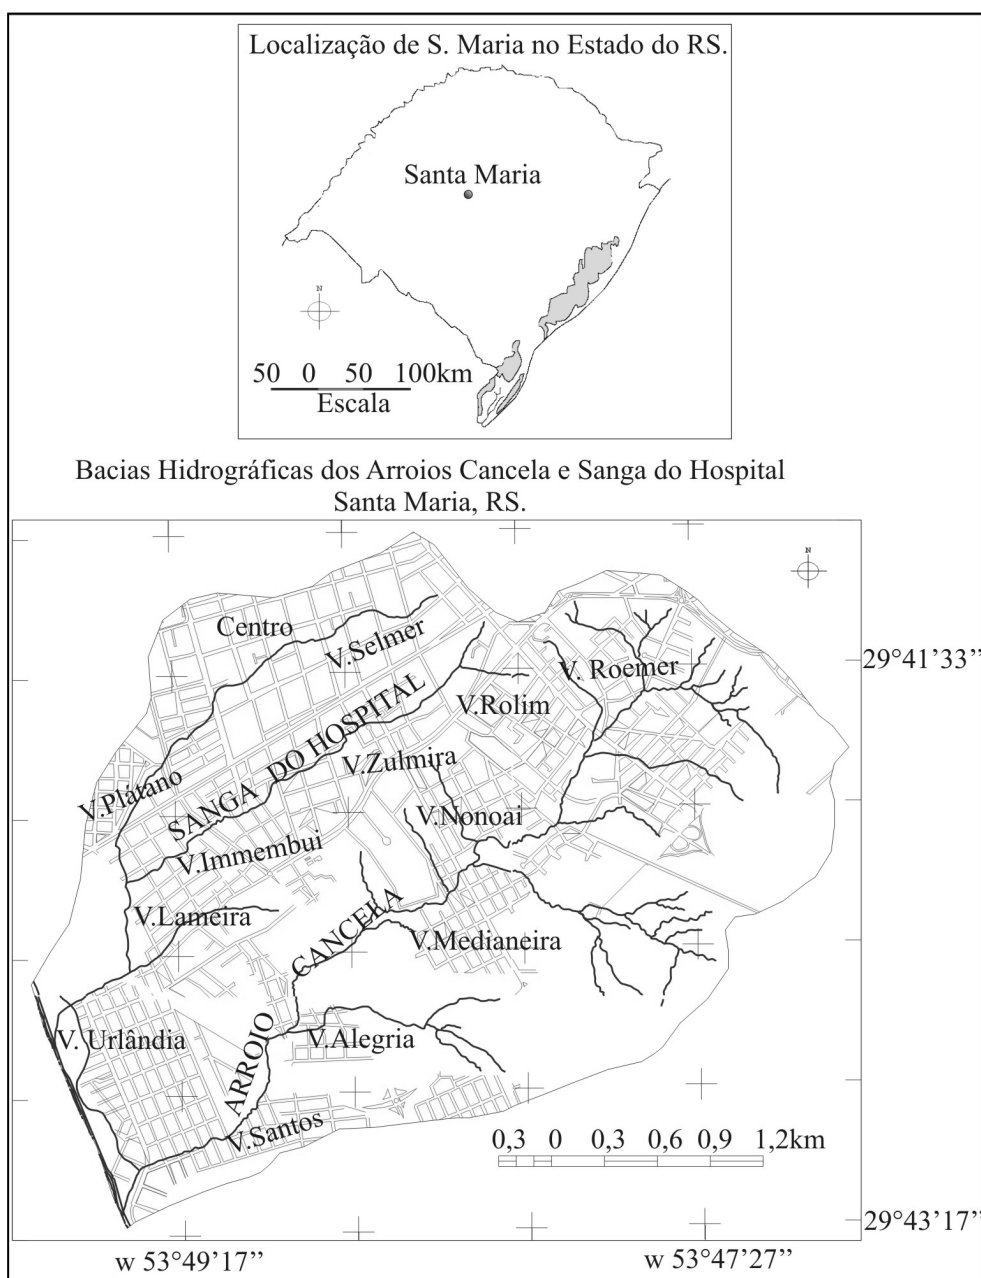 Localização de S. Maria no Estado do RS.
Santa Maria
N
50 0 50 100km
Escala
Bacias Hidrográficas dos Arroios Cancela e Sanga do Hospital
Santa Maria, RS.
N
Centro
V.Selmer
V. Roemer
29°41’33”
V.Rolim
SANGA DO HOSPITAL
V.Zulmira
V.Plátano
V.Nonoai
V.Immembui
V.Lameira
ARROIO CANCELA
V.Medianeira
V. Urlândia
V.Alegria
V.Santos
0,3 0 0,3 0,6 0,9 1,2km
29°43’17”
w 53°49’17” w 53°47’27”